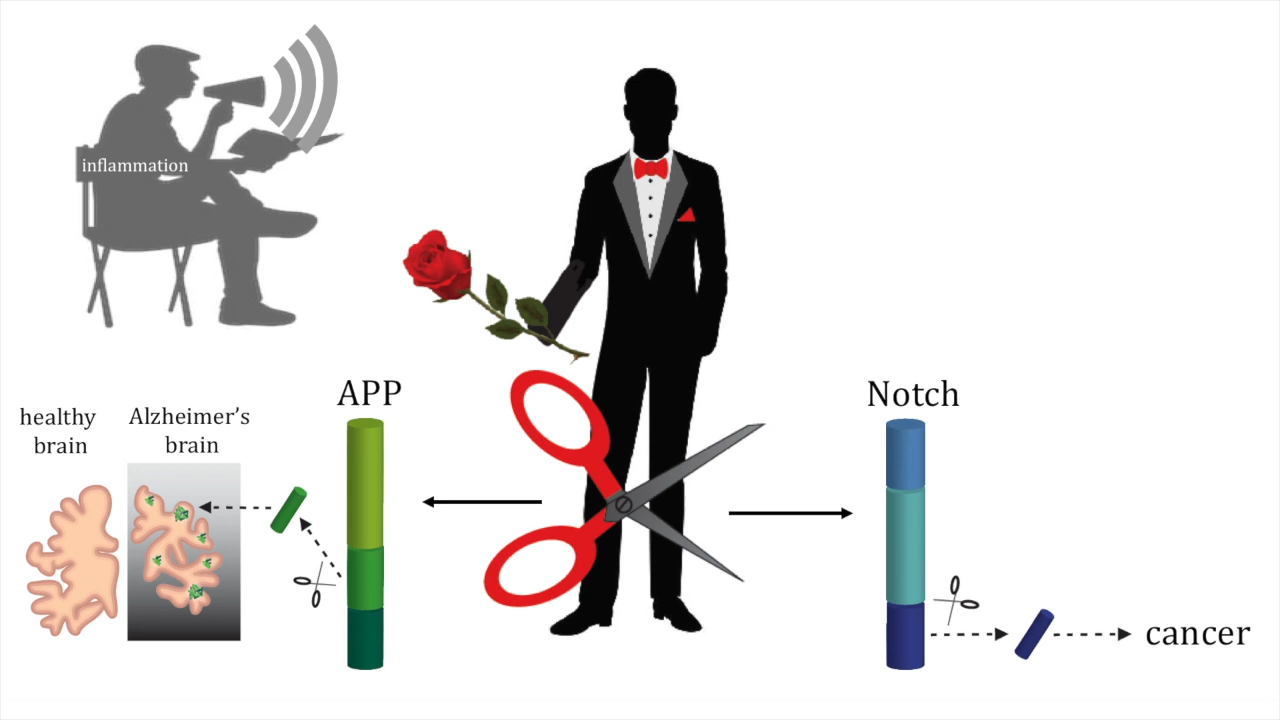 inflammation
APP
Notch
healthy
brain
Alzheimer's
brain
cancer